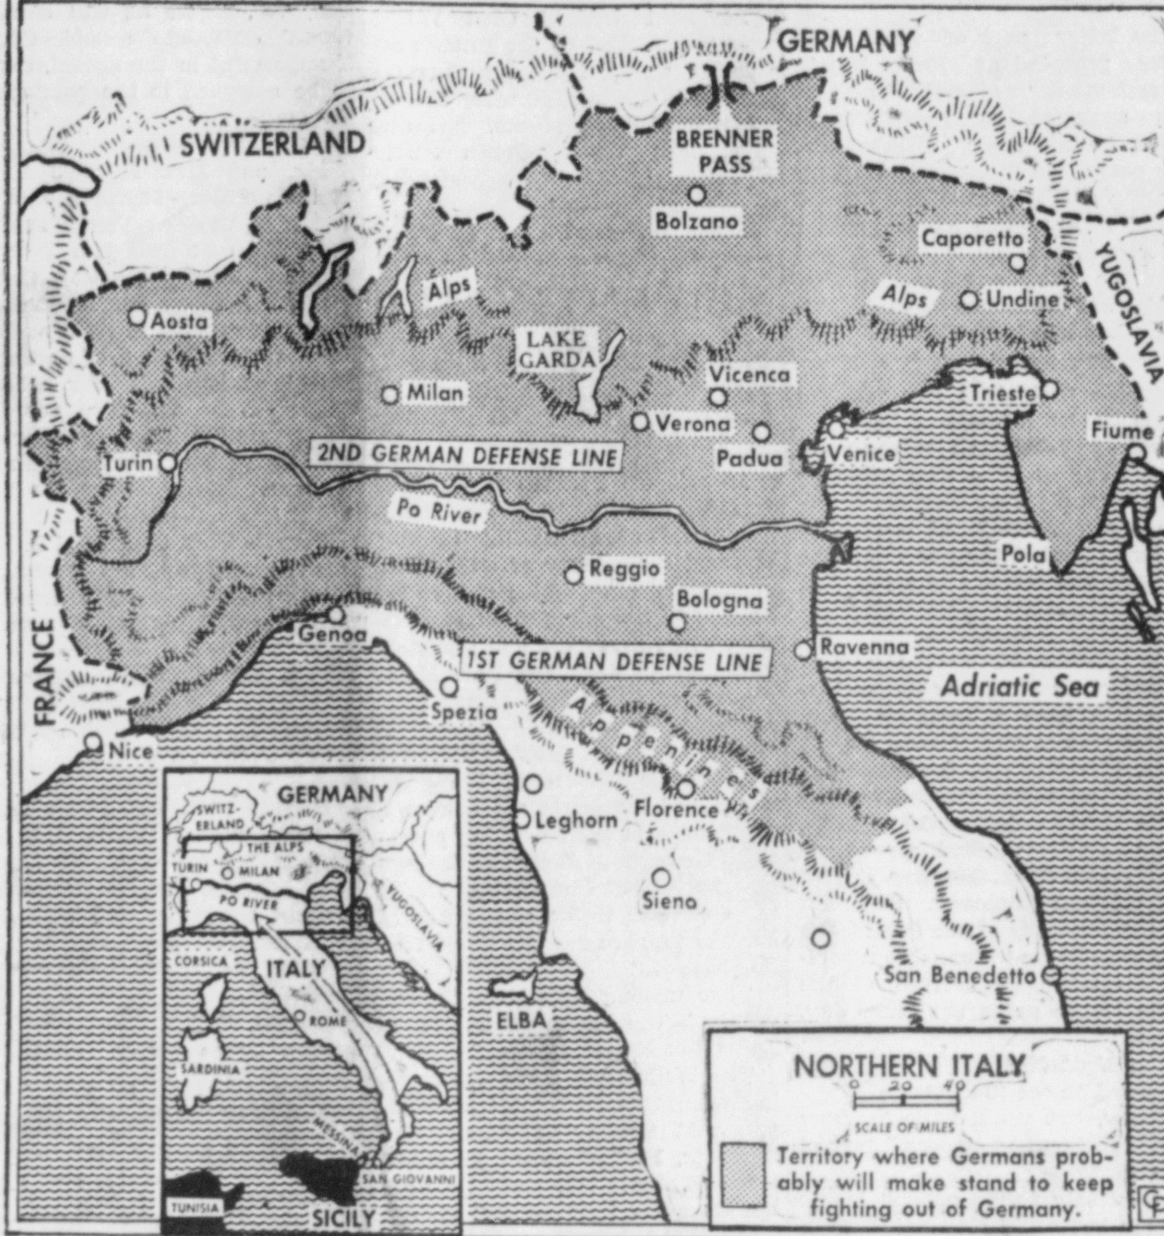 GERMANY
SWITZERLAND
BRENNER
PASS
Bolzano
Caporetto
YUGOSLAVIA
Alps
Alps
Undine
Aosta
LAKE
GARDA
Vicenca
Milan
Trieste
Verona
Fiume
2ND GERMAN DEFENSE LINE
Turin
Padua
Venice
Po River
Pola
Reggio
Bologna
Genoa
1ST GERMAN DEFENSE LINE
Ravenna
FRANCE
Adriatic Sea
Spezia
Appenines
Nice
Florence
Leghorn
Siena
San Benedetto
ELBA
GERMANY
SWITZ-
ERLAND
THE ALPS
TURIN
MILAN
PO RIVER
YUGOSLAVIA
CORSICA
ITALY
ROME
SARDINIA
MESSINA
SAN GIOVANNI
TUNISIA
SICILY
NORTHERN ITALY
0 20 40
SCALE OF MILES
Territory where Germans prob-
ably will make stand to keep
fighting out of Germany.